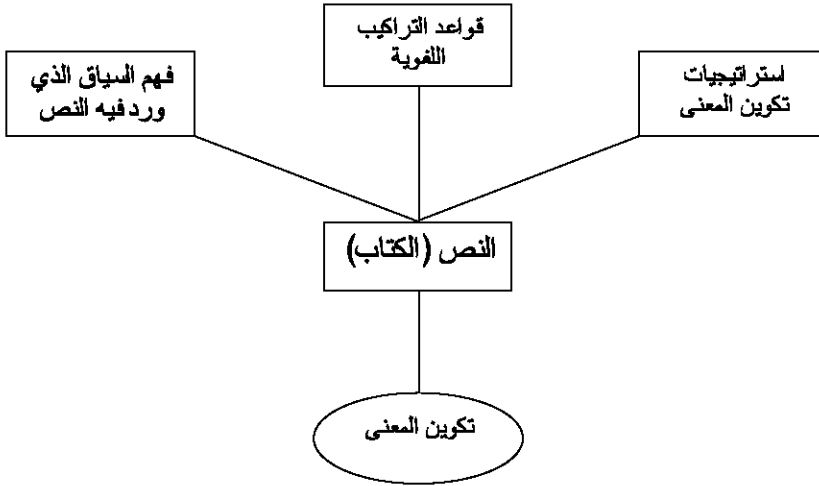 قواعد التراكيب
اللغوية
استراتيجيات
تكوين المعنى
فهم السياق الذي
ورد فيه النص
النص (الكتاب)
تكوين المعنى